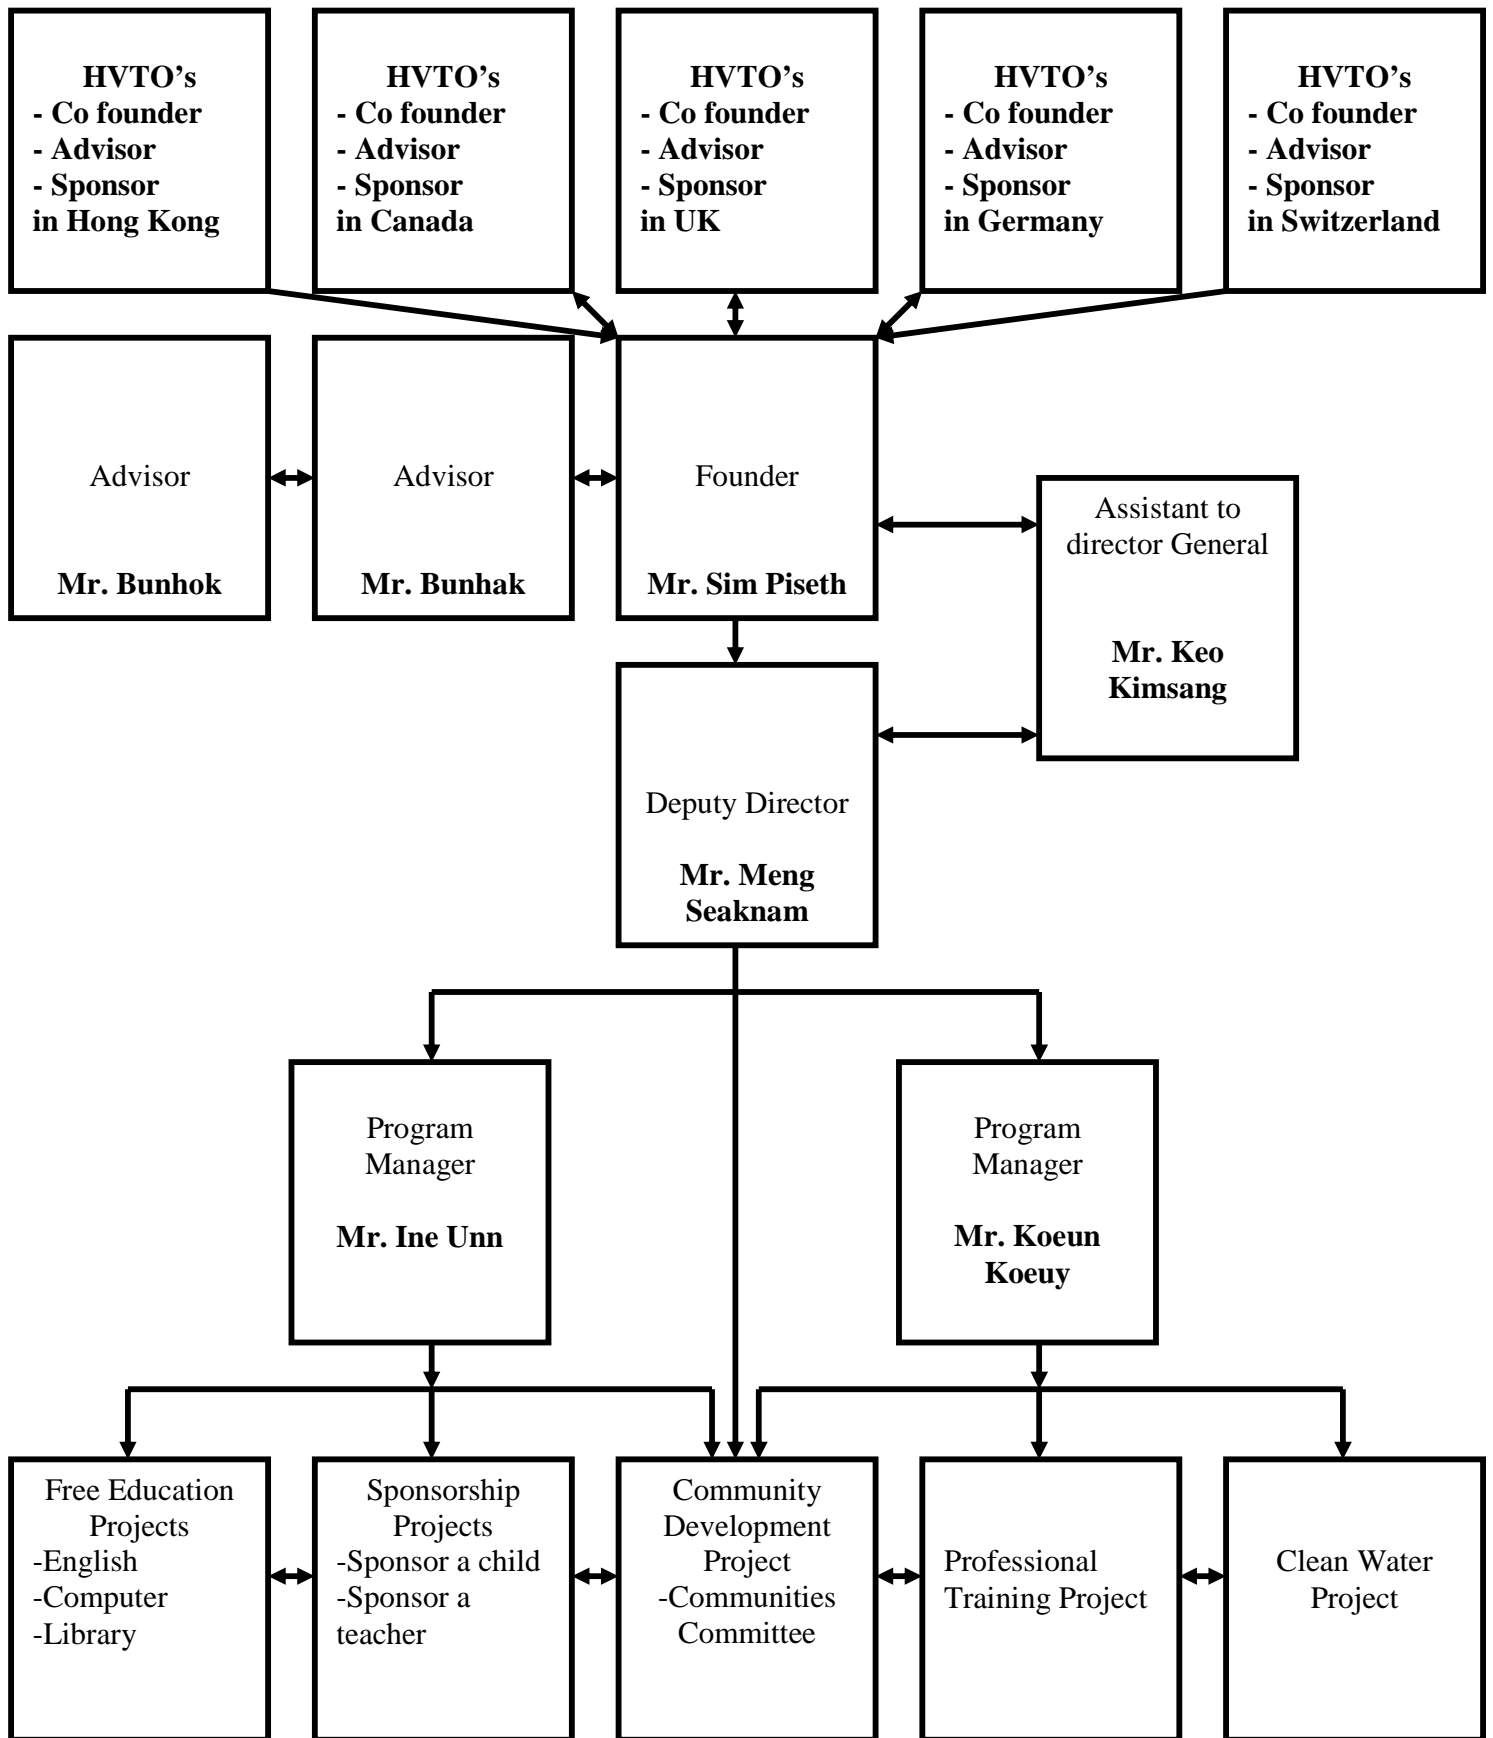 HVTO’s
- Co founder
- Advisor
- Sponsor
in Hong Kong
HVTO’s
- Co founder
- Advisor
- Sponsor
in Canada
HVTO’s
- Co founder
- Advisor
- Sponsor
in UK
HVTO’s
- Co founder
- Advisor
- Sponsor
in Germany
HVTO’s
- Co founder
- Advisor
- Sponsor
in Switzerland
Advisor
Mr. Bunhok
Advisor
Mr. Bunhak
Founder
Mr. Sim Piseth
Assistant to
director General
Mr. Keo
Kimsang
Deputy Director
Mr. Meng
Seaknam
Program
Manager
Mr. Ine Unn
Program
Manager
Mr. Koeun
Koeuy
Free Education
Projects
-English
-Computer
-Library
Sponsorship
Projects
-Sponsor a child
-Sponsor a
teacher
Community
Development
Project
-Communities
Committee
Professional
Training Project
Clean Water
Project